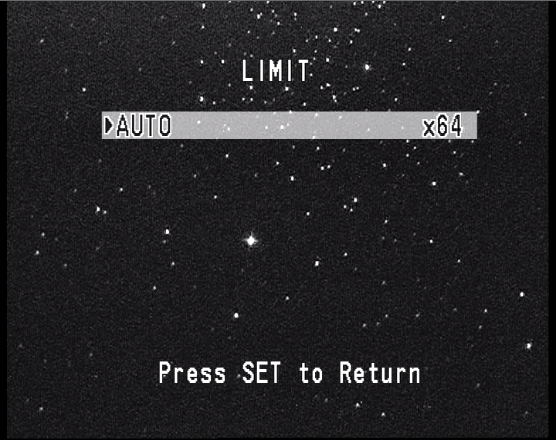 LIMIT
AUTO x64
Press SET to Return